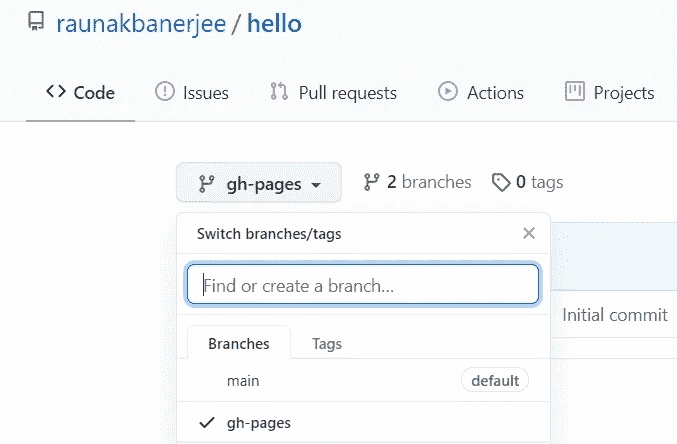 raunakbanerjee / hello
Code Issues Pull requests Actions Projects
gh-pages 2 branches 0 tags
Switch branches/tags
Find or create a branch...
Initial commit
Branches Tags
main default
gh-pages